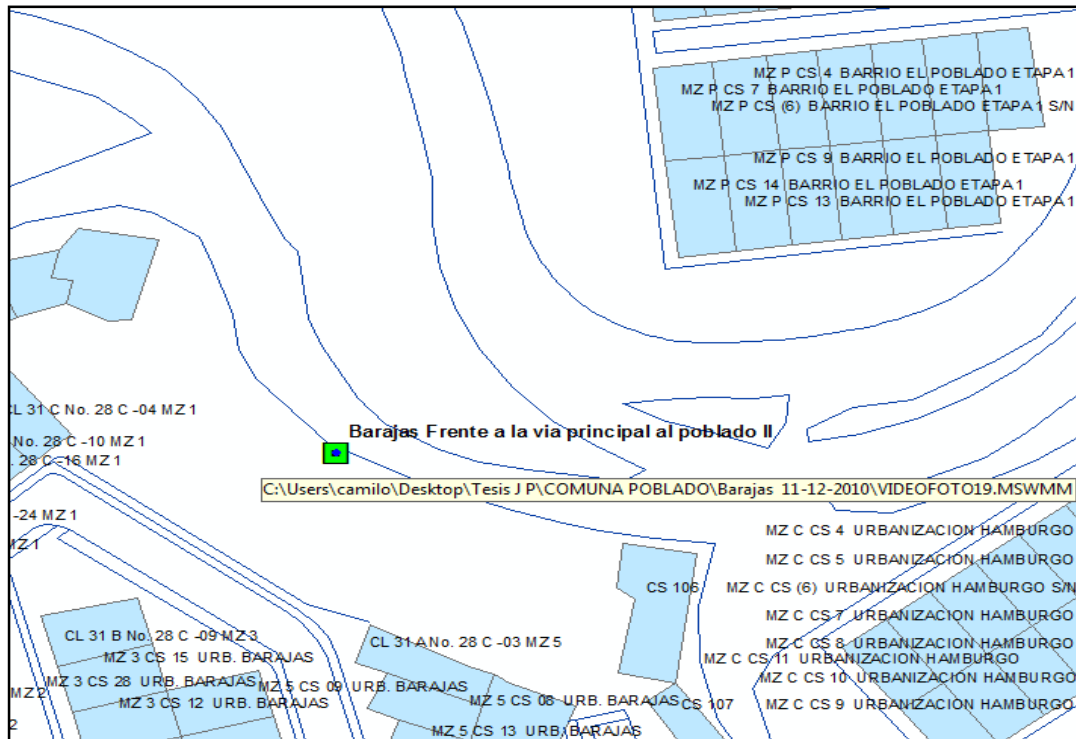 MZ P CS 4 BARRIO EL POBLADO ETAPA 1
MZ P CS 7 BARRIO EL POBLADO ETAPA 1
MZ P CS (6) BARRIO EL POBLADO ETAPA 1 S/N
MZ P CS 9 BARRIO EL POBLADO ETAPA 1
MZ P CS 14 BARRIO EL POBLADO ETAPA 1
MZ P CS 13 BARRIO EL POBLADO ETAPA 1
CL 31 C No. 28 C -04 MZ 1
Barajas Frente a la via principal al poblado II
No. 28 C -10 MZ 1
. 28 C -16 MZ 1
C:\Users\camilo\Desktop\Tesis J P\COMUNA POBLADO\Barajas 11-12-2010\VIDEOFOTO19.MSWMM
-24 MZ 1
MZ C CS 4 URBANIZACION HAMBURGO
MZ 1
MZ C CS 5 URBANIZACION HAMBURGO
CS 106
MZ C CS (6) URBANIZACION HAMBURGO S/N
MZ C CS 7 URBANIZACION HAMBURGO
CL 31 B No. 28 C -09 MZ 3
CL 31 A No. 28 C -03 MZ 5
MZ C CS 8 URBANIZACION HAMBURGO
MZ 3 CS 15 URB. BARAJAS
MZ C CS 11 URBANIZACION HAMBURGO
MZ C CS 10 URBANIZACION HAMBURGO
MZ 3 CS 28 URB. BARAJAS
MZ 5 CS 09 URB. BARAJAS
MZ 2
MZ 3 CS 12 URB. BARAJAS
MZ 5 CS 08 URB. BARAJAS
CS 107
MZ C CS 9 URBANIZACION HAMBURGO
2
MZ 5 CS 13 URB. BARAJAS